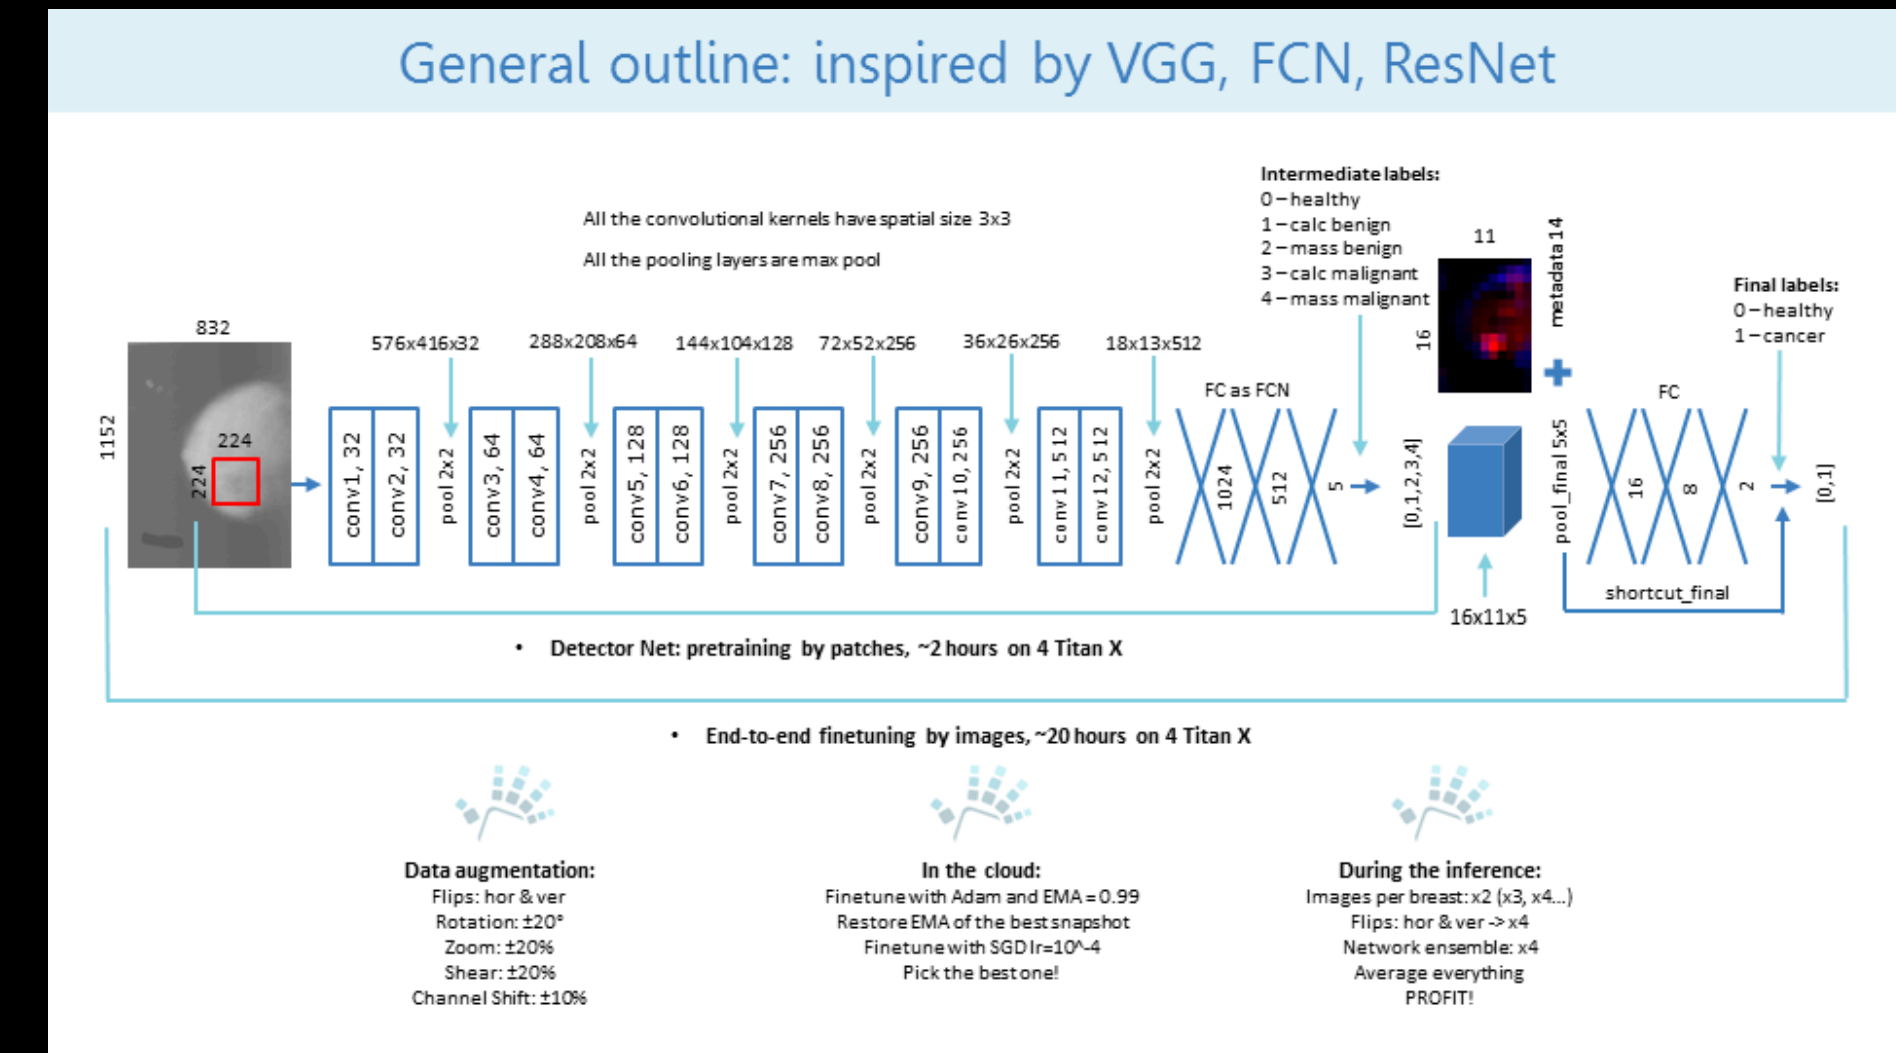 General outline: inspired by VGG, FCN, ResNet
All the convolutional kernels have spatial size 3x3
All the pooling layers are max pool
Intermediate labels:
0 – healthy
1 – calc benign
2 – mass benign
3 – calc malignant
4 – mass malignant
11
16
metadata 14
Final labels:
0 – healthy
1 – cancer
832
1152
224
224
576x416x32
288x208x64
144x104x128
72x52x256
36x26x256
18x13x512
conv1, 32
conv2, 32
pool 2x2
conv3, 64
conv4, 64
pool 2x2
conv5, 128
conv6, 128
pool 2x2
conv7, 256
conv8, 256
pool 2x2
conv9, 256
conv10, 256
pool 2x2
conv11, 512
conv12, 512
pool 2x2
FC as FCN
1024
512
5
[0,1,2,3,4]
16x11x5
pool_final 5x5
FC
16
8
2
[0,1]
shortcut_final
• Detector Net: pretraining by patches, ~2 hours on 4 Titan X
• End-to-end finetuning by images, ~20 hours on 4 Titan X
Data augmentation:
Flips: hor & ver
Rotation: ±20°
Zoom: ±20%
Shear: ±20%
Channel Shift: ±10%
In the cloud:
Finetune with Adam and EMA = 0.99
Restore EMA of the best snapshot
Finetune with SGD lr=10^-4
Pick the best one!
During the inference:
Images per breast: x2 (x3, x4...)
Flips: hor & ver -> x4
Network ensemble: x4
Average everything
PROFIT!